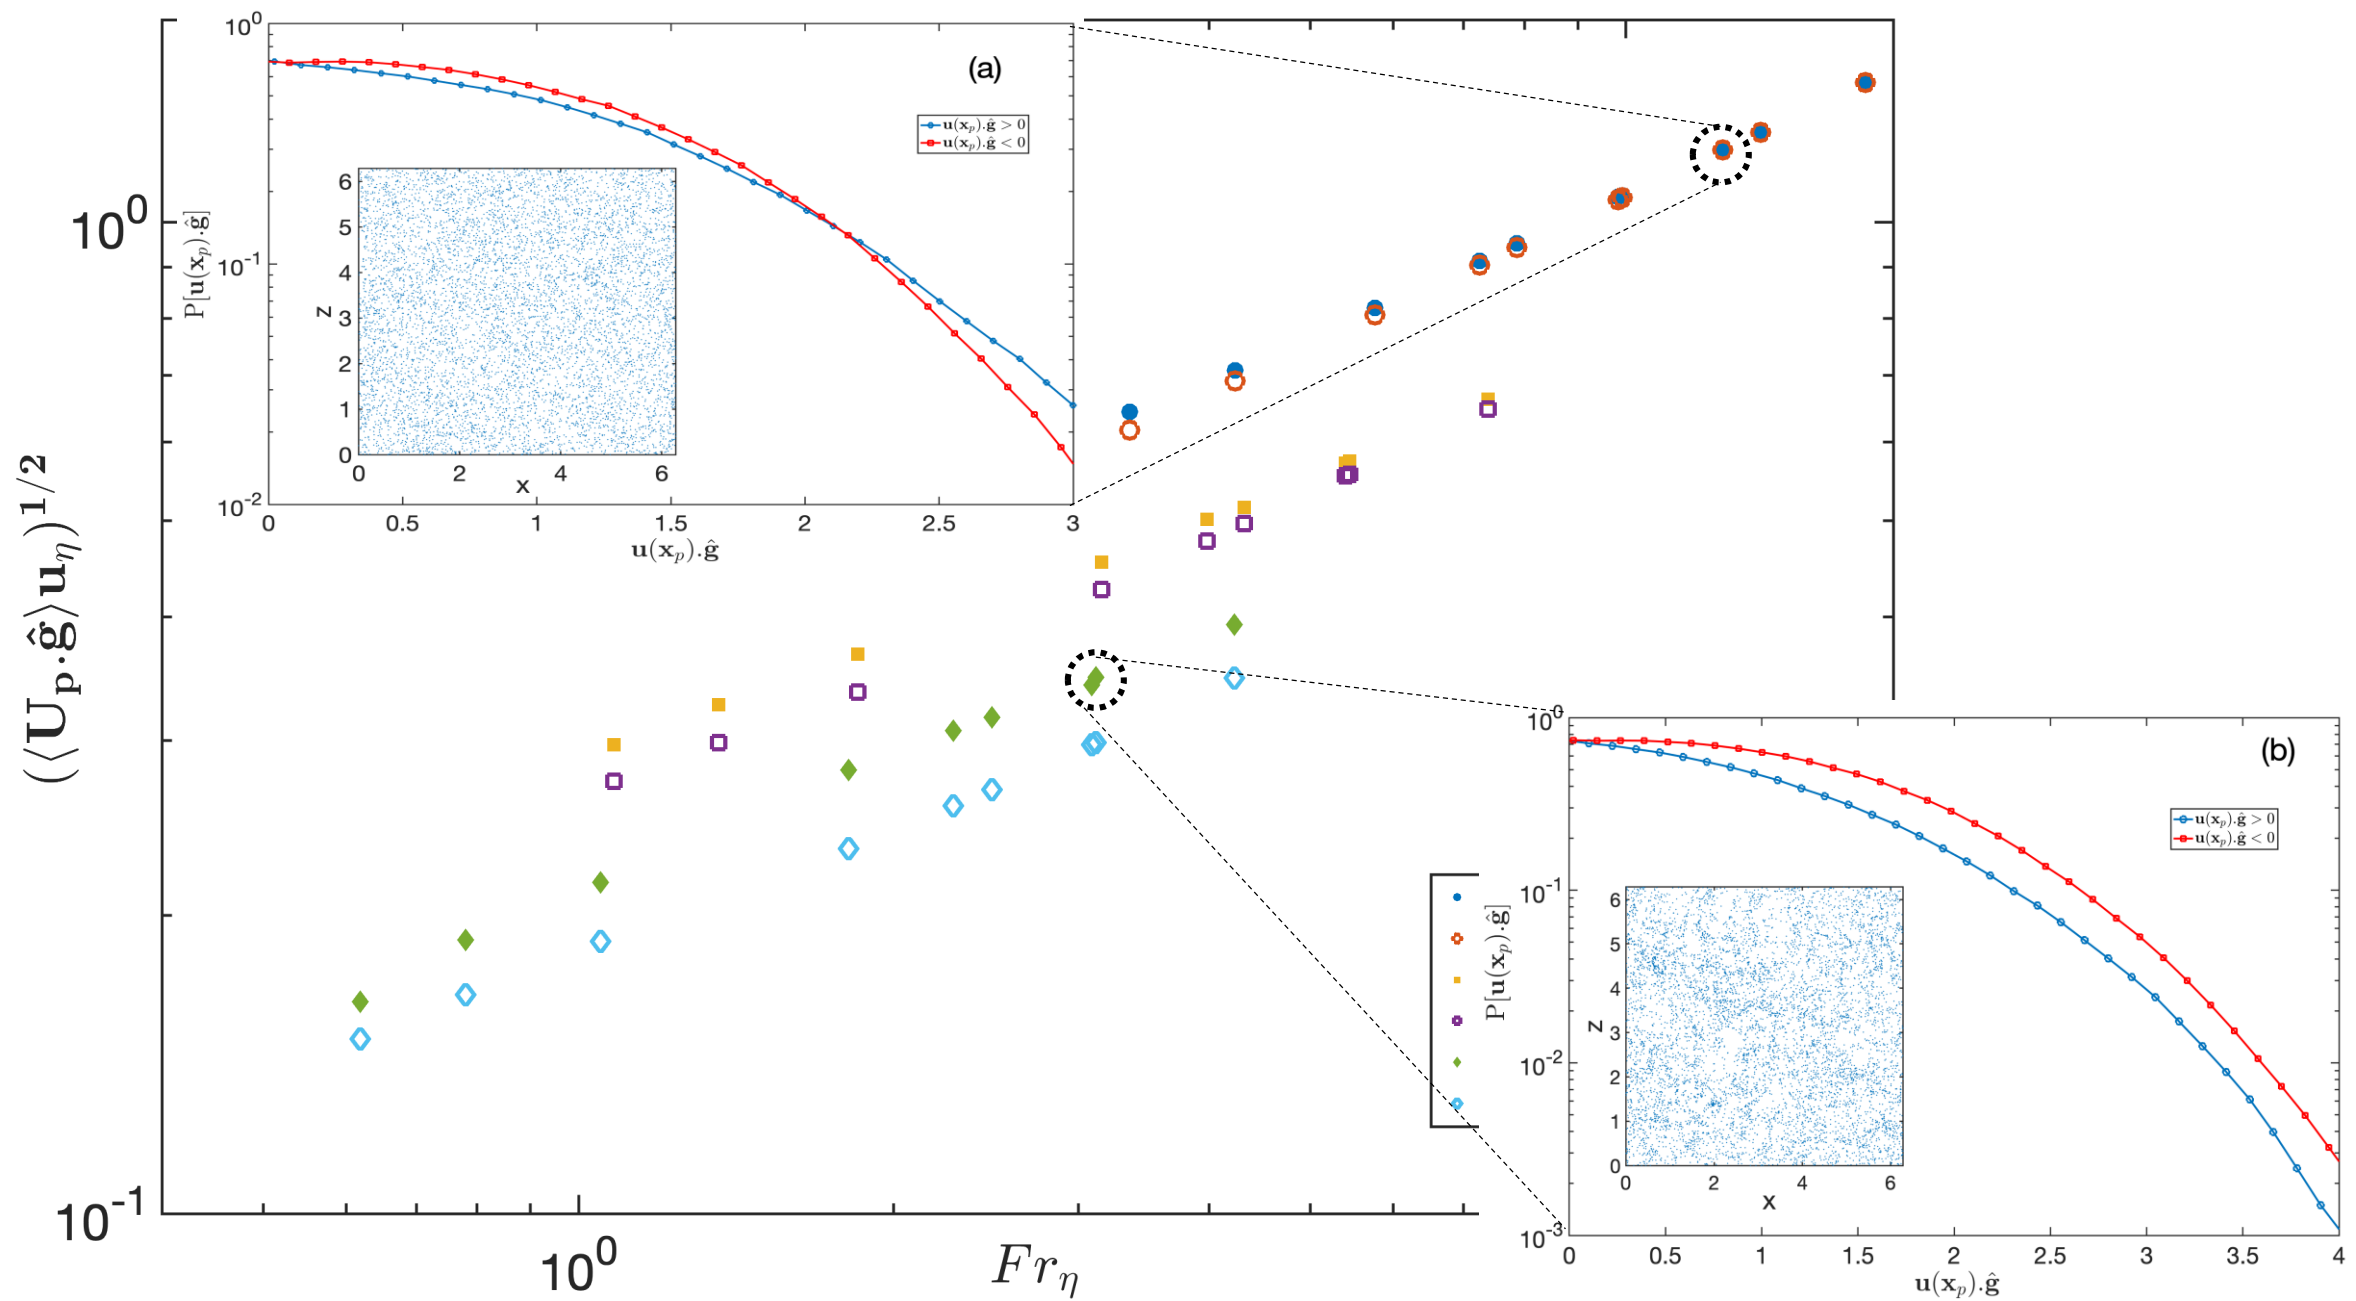 (⟨U_p.ĝ⟩u_η)^{1/2}
10^0
10^{-1}
10^0
Fr_η
(a)
P[u(x_p).ĝ]
10^0
10^{-1}
10^{-2}
0 0.5 1 1.5 2 2.5 3
u(x_p).ĝ
u(x_p).ĝ > 0
u(x_p).ĝ < 0
z
6
5
4
3
2
1
0
0 2 4 6
x
(b)
P[u(x_p).ĝ]
10^0
10^{-1}
10^{-2}
10^{-3}
0 0.5 1 1.5 2 2.5 3 3.5 4
u(x_p).ĝ
u(x_p).ĝ > 0
u(x_p).ĝ < 0
z
6
5
4
3
2
1
0
0 2 4 6
x